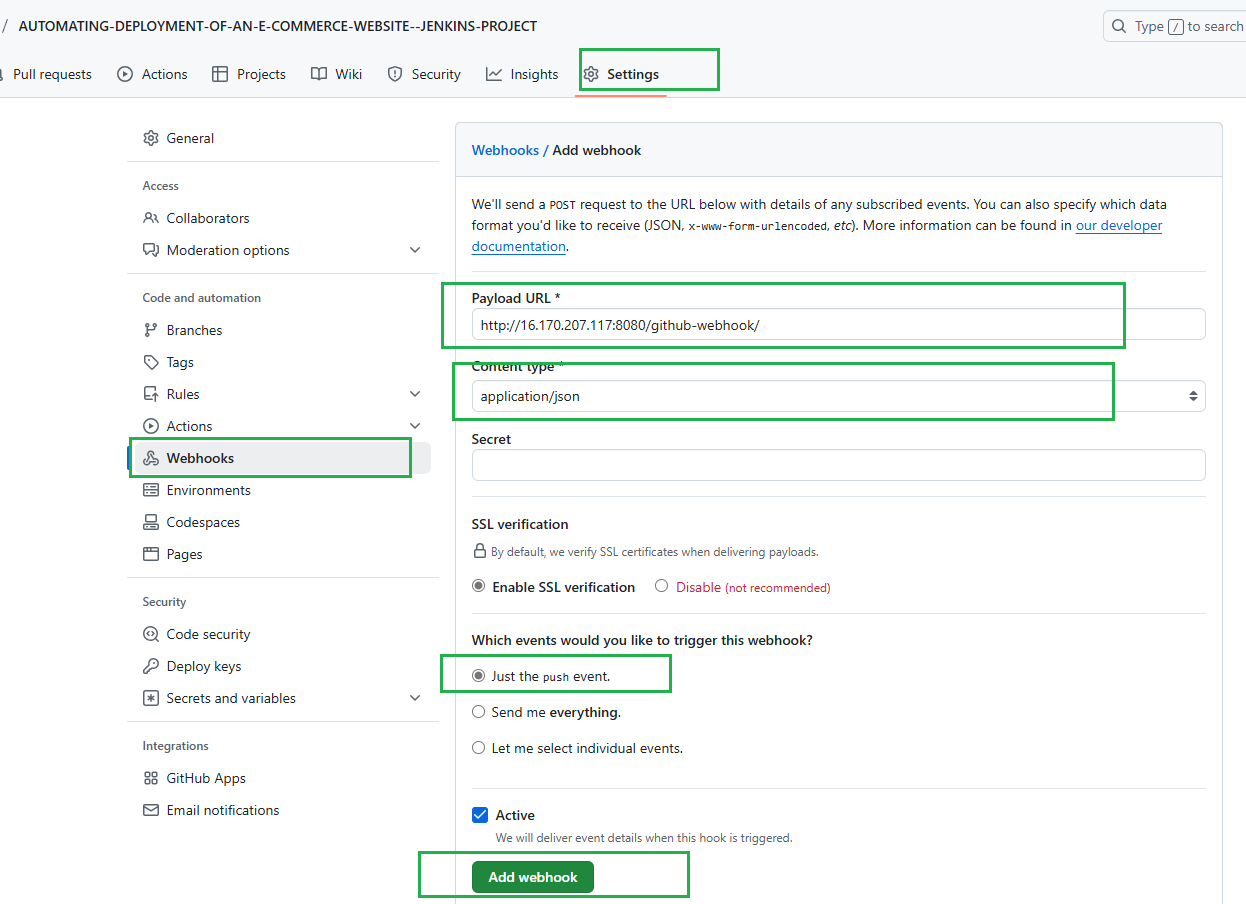 / AUTOMATING-DEPLOYMENT-OF-AN-E-COMMERCE-WEBSITE--JENKINS-PROJECT
Type / to search
Pull requests Actions Projects Wiki Security Insights Settings
General
Access
Collaborators
Moderation options
Code and automation
Branches
Tags
Rules
Actions
Webhooks
Environments
Codespaces
Pages
Security
Code security
Deploy keys
Secrets and variables
Integrations
GitHub Apps
Email notifications
Webhooks / Add webhook
We'll send a POST request to the URL below with details of any subscribed events. You can also specify which data
format you'd like to receive (JSON, x-www-form-urlencoded, etc). More information can be found in our developer
documentation.
Payload URL *
http://16.170.207.117:8080/github-webhook/
Content type *
application/json
Secret
SSL verification
By default, we verify SSL certificates when delivering payloads.
Enable SSL verification Disable (not recommended)
Which events would you like to trigger this webhook?
Just the push event.
Send me everything.
Let me select individual events.
Active
We will deliver event details when this hook is triggered.
Add webhook